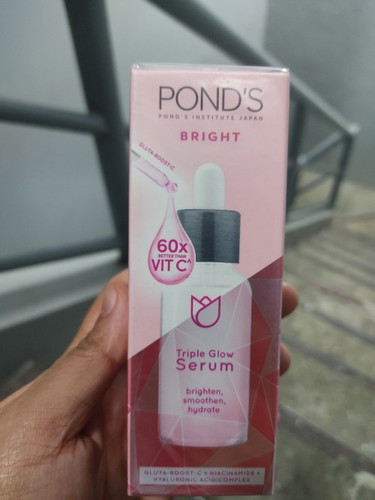 POND'S
POND'S INSTITUTE JAPAN
BRIGHT
GLUTA-BOOST-C
60x
BETTER THAN
VIT C^
Triple Glow
Serum
brighten,
smoothen,
hydrate
GLUTA-BOOST-C + NIACINAMIDE +
HYALURONIC ACID COMPLEX